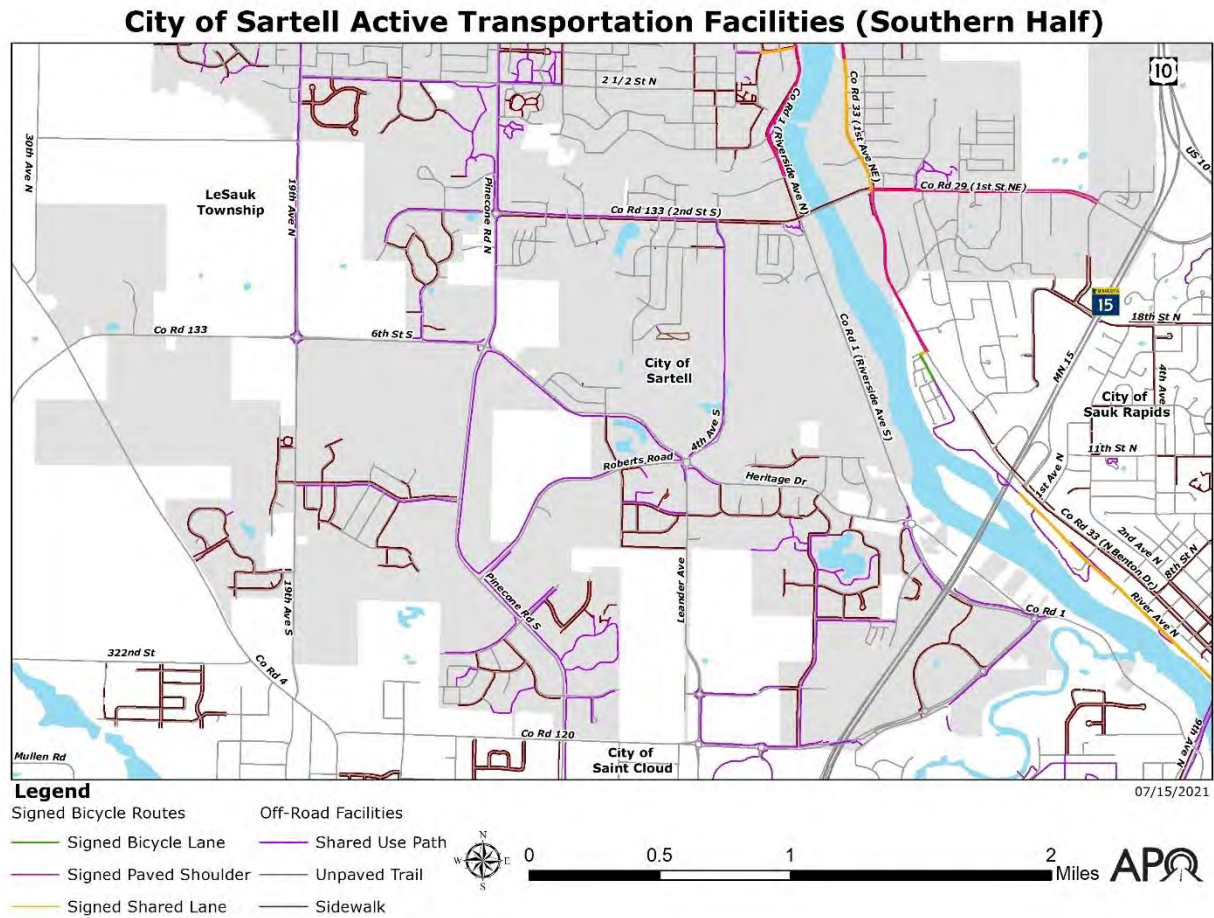 City of Sartell Active Transportation Facilities (Southern Half)
10
2 1/2 St N
Co Rd 1 (Riverside Ave N)
Co Rd 33 (1st Ave NE)
30th Ave N
US 10
LeSauk
Township
19th Ave N
Pinecone Rd N
Co Rd 29 (1st St NE)
Co Rd 133 (2nd St S)
MINNESOTA
15
18th St N
Co Rd 133
6th St S
Co Rd 1 (Riverside Ave S)
City of
Sartell
MN 15
4th Ave
City of
Sauk Rapids
4th Ave S
11th St N
Roberts Road
Heritage Dr
1st Ave N
Co Rd 33 (N Benton Dr)
2nd Ave N
8th St N
Pinecone Rd S
19th Ave S
Leander Ave
Co Rd 1
River Ave N
322nd St
Co Rd 4
9th Ave N
Co Rd 120
Mullen Rd
City of
Saint Cloud
Legend
07/15/2021
Signed Bicycle Routes
Off-Road Facilities
Signed Bicycle Lane
Shared Use Path
Signed Paved Shoulder
Unpaved Trail
Signed Shared Lane
Sidewalk
N
W
E
S
0
0.5
1
2
Miles
APO